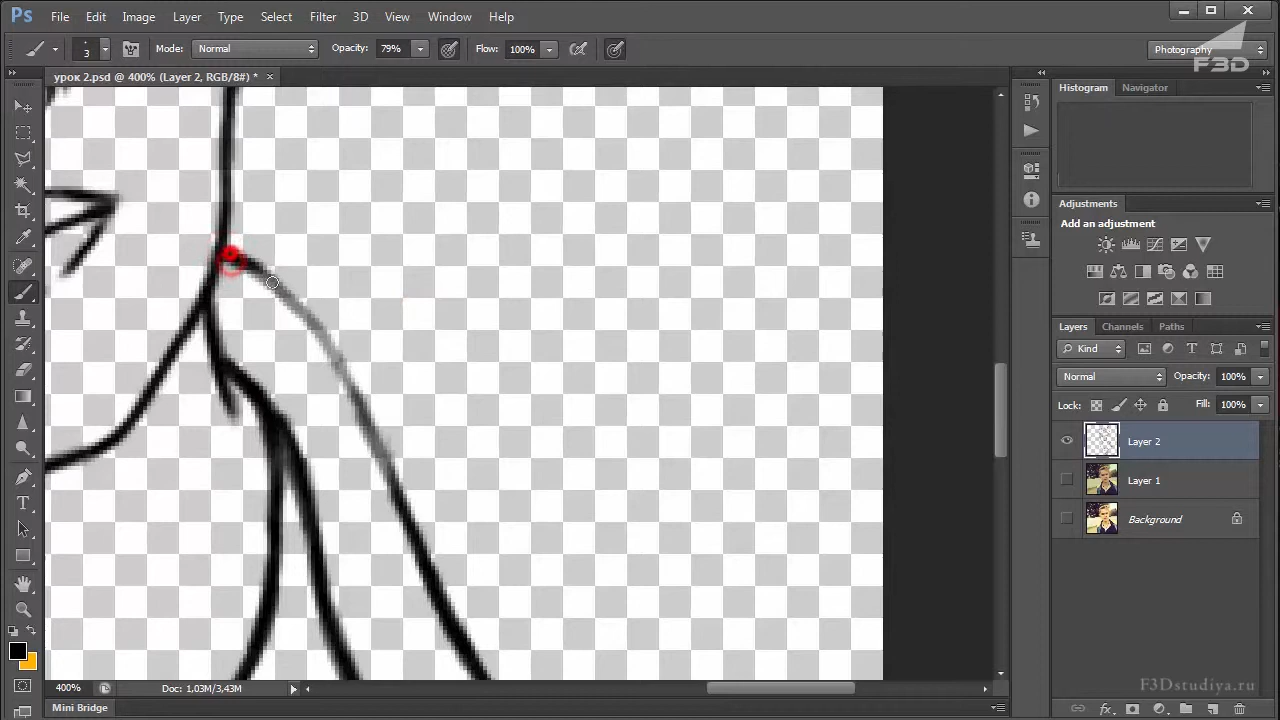 Ps File Edit Image Layer Type Select Filter 3D View Window Help
3 Mode: Normal Opacity: 79% Flow: 100% Photography
F3D
урок 2.psd @ 400% (Layer 2, RGB/8#) * ×
Histogram Navigator
Adjustments
Add an adjustment
Layers Channels Paths
Kind
Normal Opacity: 100%
Lock: Fill: 100%
Layer 2
Layer 1
Background
400% Doc: 1,03M/3,43M
F3Dstudiya.ru
Mini Bridge